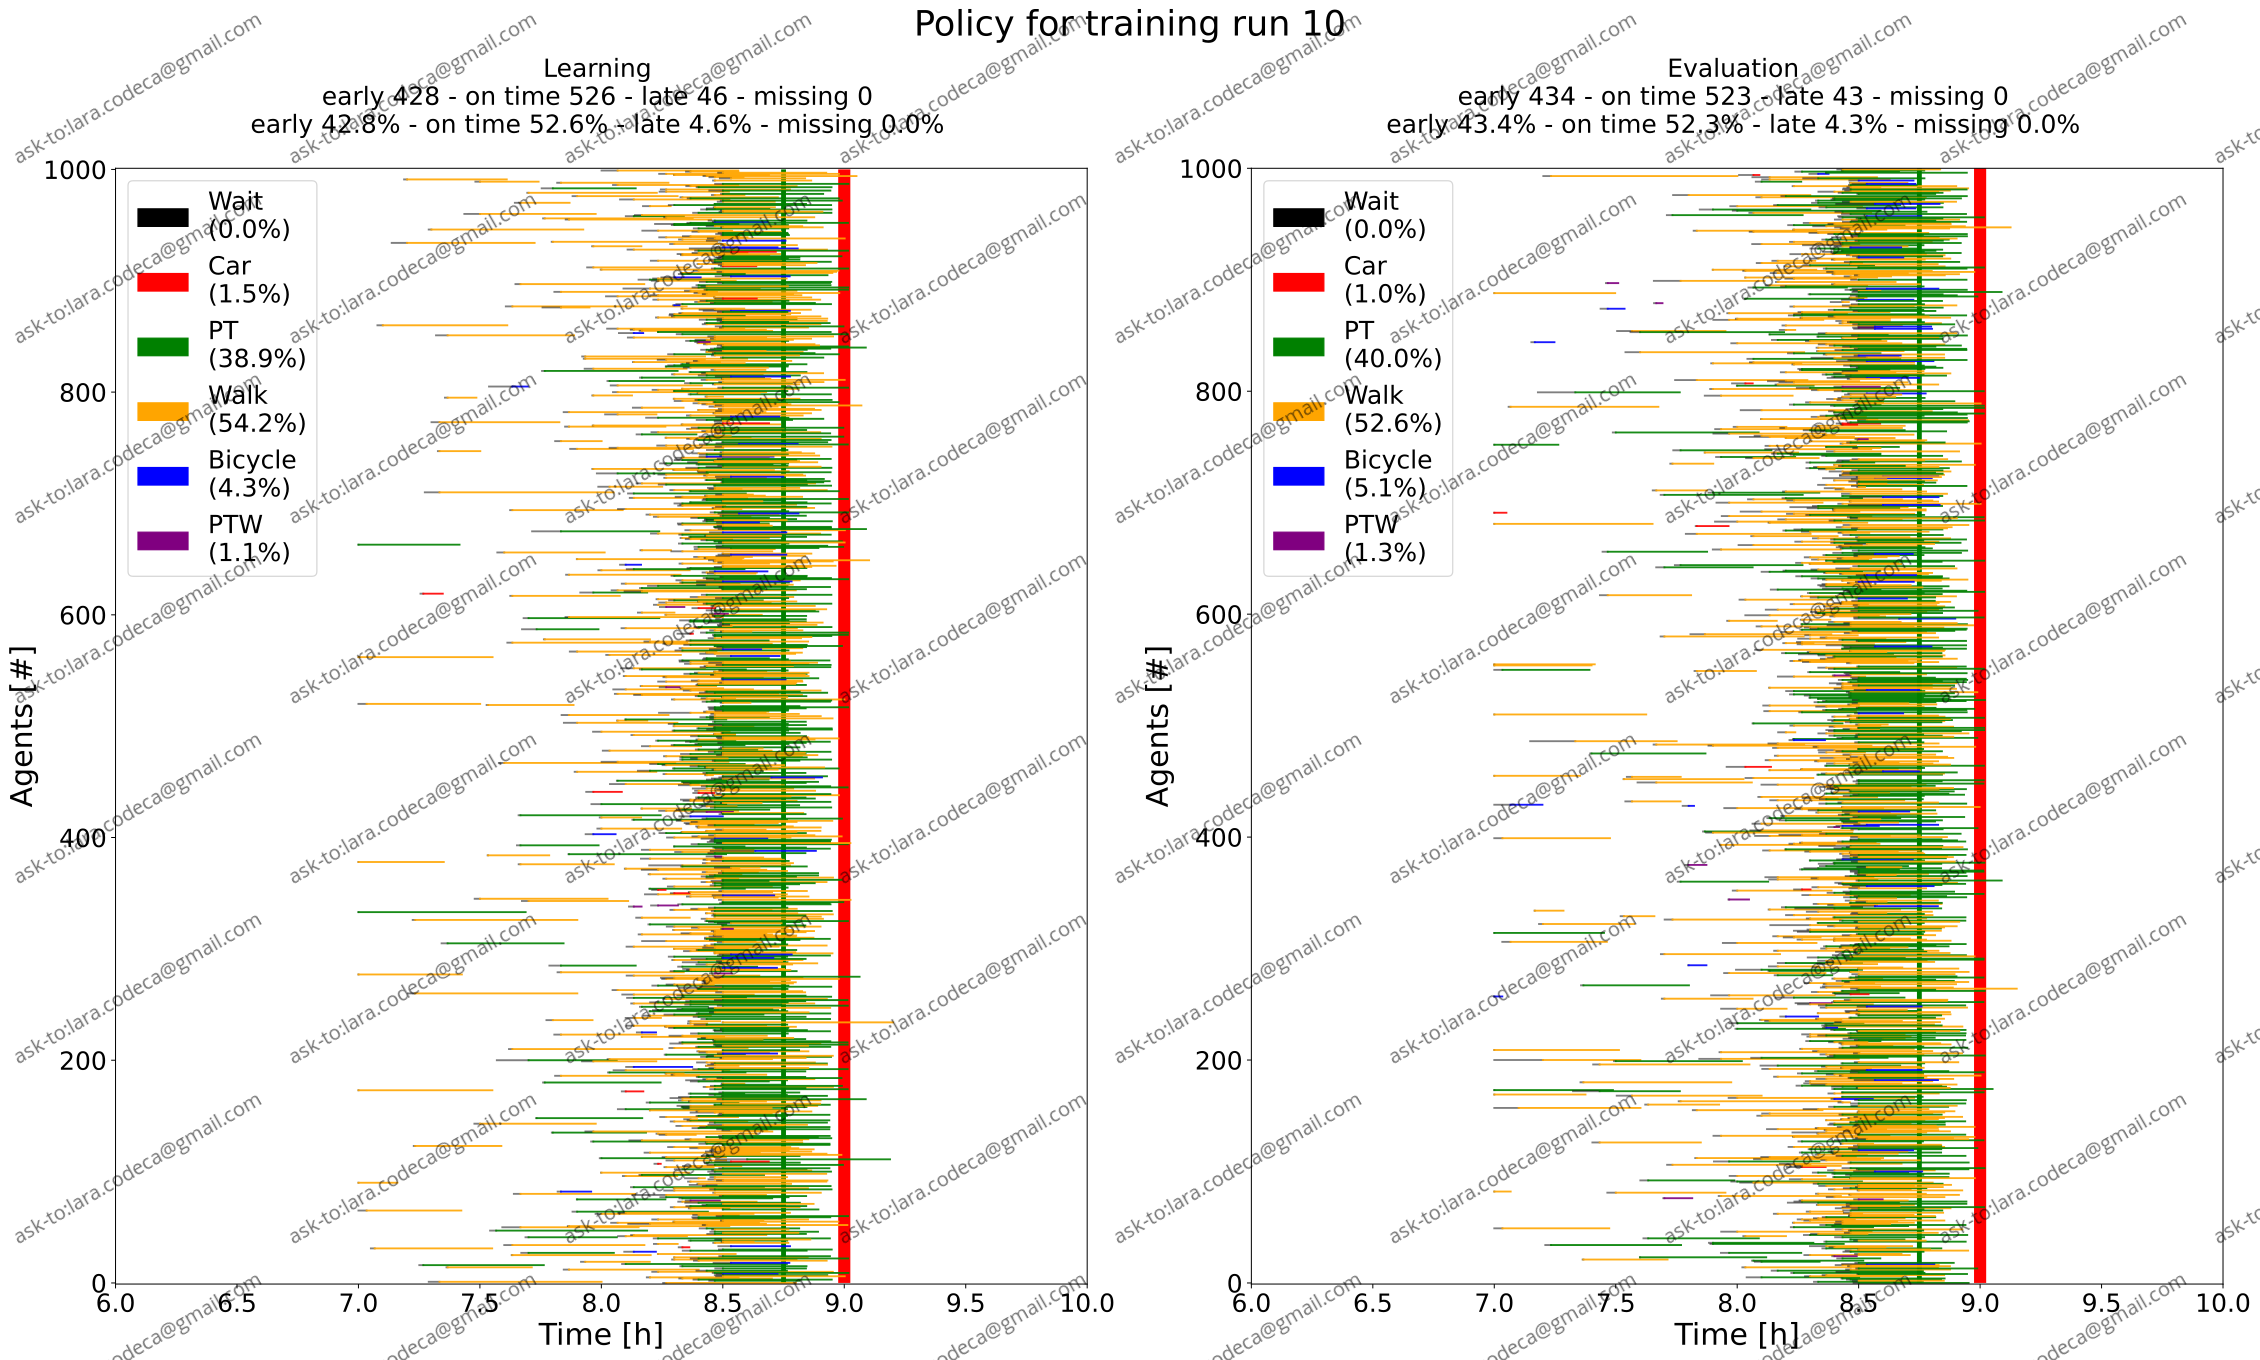 Policy for training run 10
Learning
early 428 - on time 526 - late 46 - missing 0
early 42.8% - on time 52.6% - late 4.6% - missing 0.0%
Agents [#]
1000
800
600
400
200
0
Wait
(0.0%)
Car
(1.5%)
PT
(38.9%)
Walk
(54.2%)
Bicycle
(4.3%)
PTW
(1.1%)
6.0 6.5 7.0 7.5 8.0 8.5 9.0 9.5 10.0
Time [h]
Evaluation
early 434 - on time 523 - late 43 - missing 0
early 43.4% - on time 52.3% - late 4.3% - missing 0.0%
Agents [#]
1000
800
600
400
200
0
Wait
(0.0%)
Car
(1.0%)
PT
(40.0%)
Walk
(52.6%)
Bicycle
(5.1%)
PTW
(1.3%)
6.0 6.5 7.0 7.5 8.0 8.5 9.0 9.5 10.0
Time [h]
ask-to:lara.codeca@gmail.com